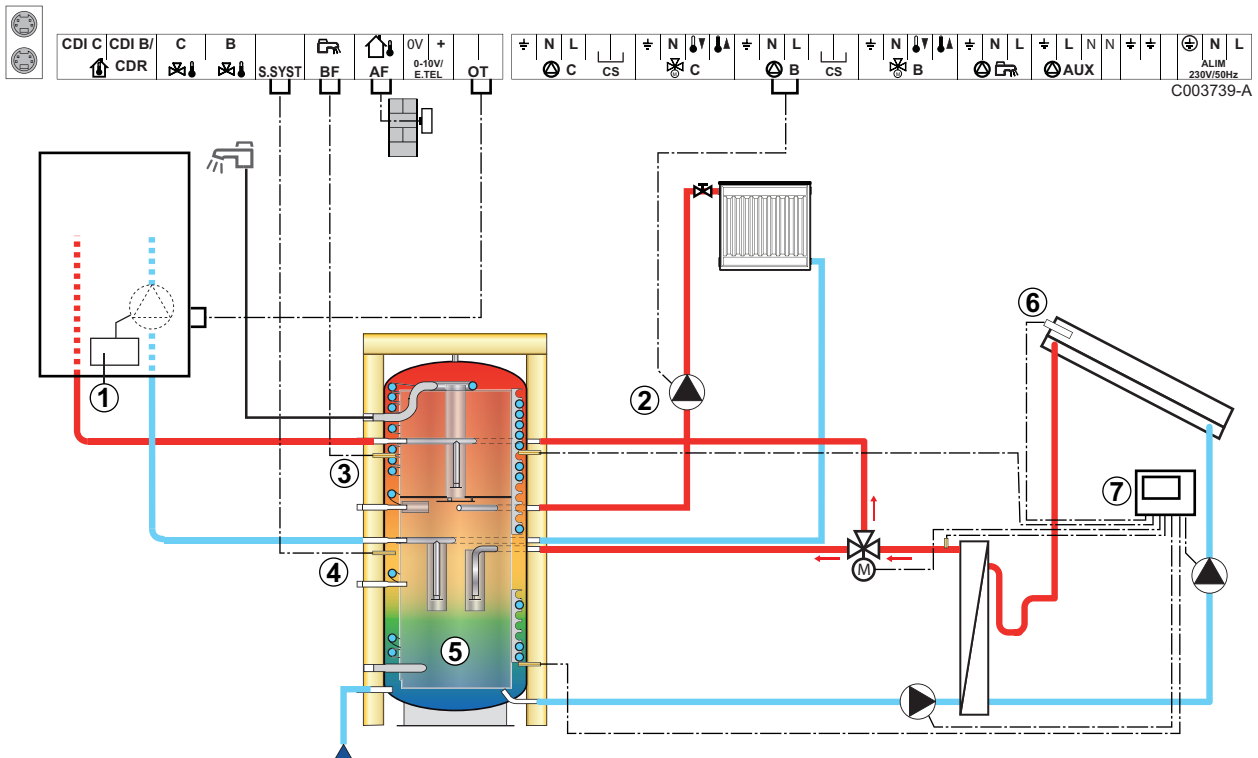 CDI C CDI B/ C B 0V + N L N N L N N L L N N N L
CDR S.SYST BF AF 0-10V/ OT C CS M C B CS M B AUX ALIM
E.TEL 230V/50Hz
C003739-A
1
2
3
4
5
6
7
M